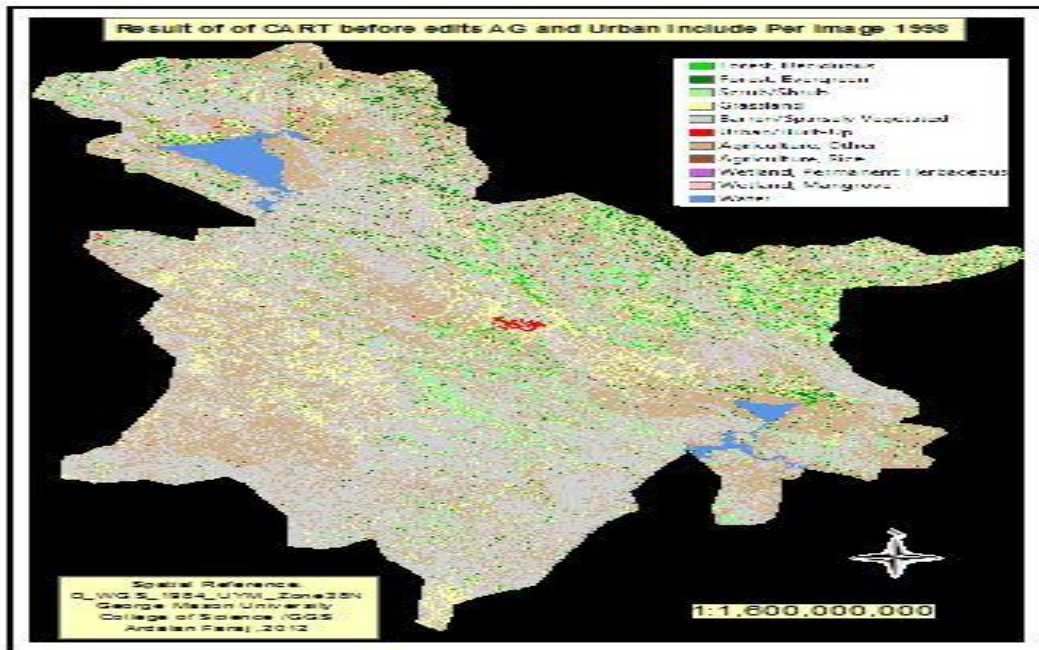 Result of of CART before edits AG and Urban Include Per Image 1998
Forest, Deciduous
Forest, Evergreen
Scrub/Shrub
Grassland
Barren/Sparsely Vegetated
Urban/Built-Up
Agriculture, Other
Agriculture, Rice
Wetland, Permanent Herbaceous
Wetland, Mangrove
Water
Spatial Reference:
D_WGS_1984_UYM_Zone38N
George Mason University
College of Science /GGS
Ardalan Faraj, 2012
1:1,600,000,000